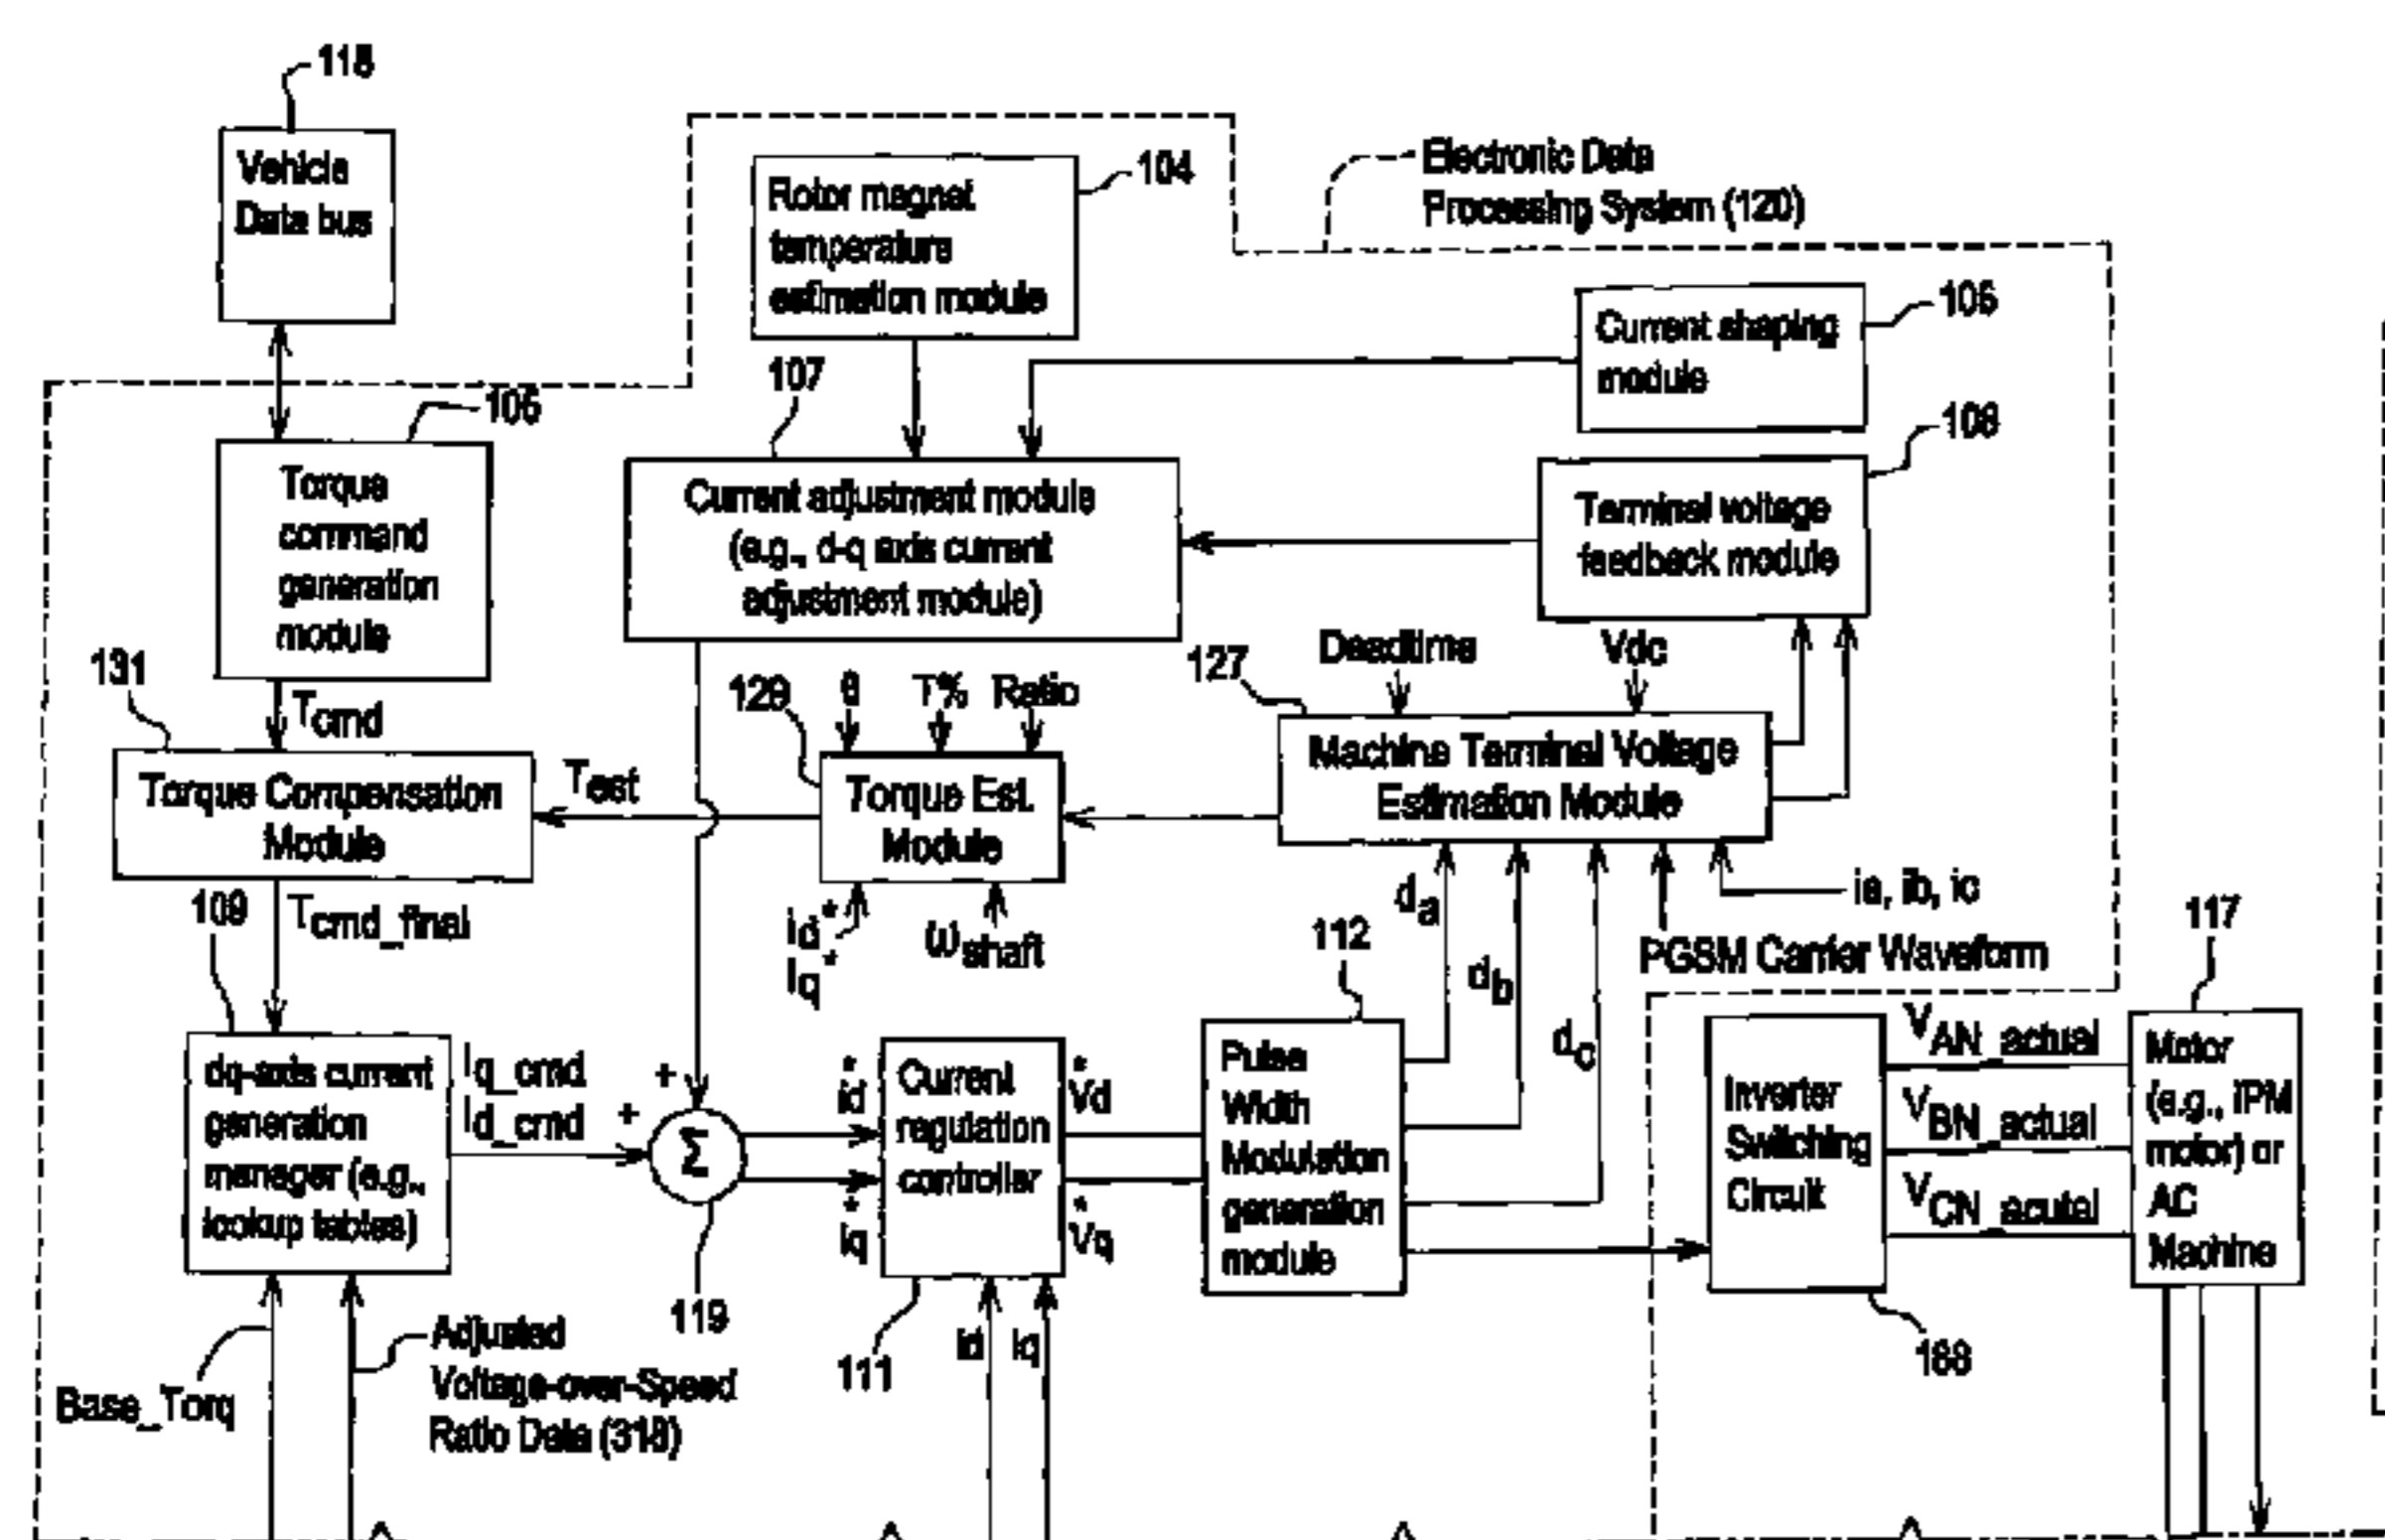 118
Vehicle
Data bus
Rotor magnet
temperature
estimation module
104
Electronic Data
Processing System (120)
Current shaping
module
106
107
105
Torque
command
generation
module
Current adjustment module
(e.g., d-q axis current
adjustment module)
108
Terminal voltage
feedback module
131
Tcmd
129
θ
T%
Ratio
127
Deadtime
Vdc
Torque Compensation
Module
Test
Torque Est.
Module
Machine Terminal Voltage
Estimation Module
109
Tcmd_final
id*
Iq*
ωshaft
da
db
dc
ia, ib, ic
PGSM Carrier Waveform
112
117
dq-axis current
generation
manager (e.g.,
lookup tables)
Iq_cmd
Id_cmd
+
+
Σ
119
id*
iq*
Current
regulation
controller
Vd*
Vq*
Pulse
Width
Modulation
generation
module
Inverter
Switching
Circuit
VAN_actual
VBN_actual
VCN_acutal
Motor
(e.g., IPM
motor) or
AC
Machine
188
111
id
iq
Base_Torq
Adjusted
Voltage-over-Speed
Ratio Data (318)